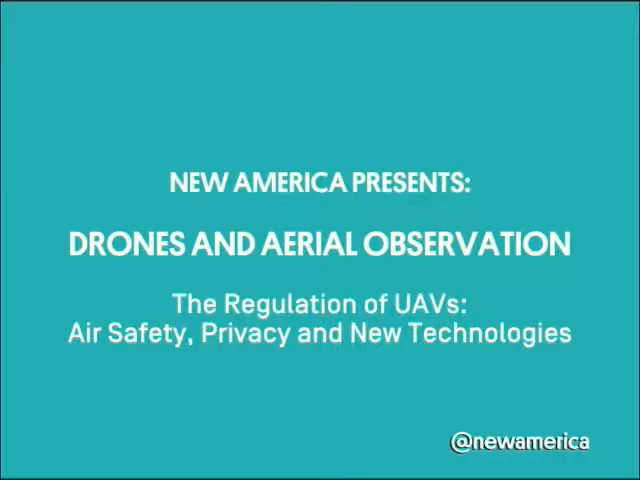 NEW AMERICA PRESENTS:
DRONES AND AERIAL OBSERVATION
The Regulation of UAVs:
Air Safety, Privacy and New Technologies
@newamerica